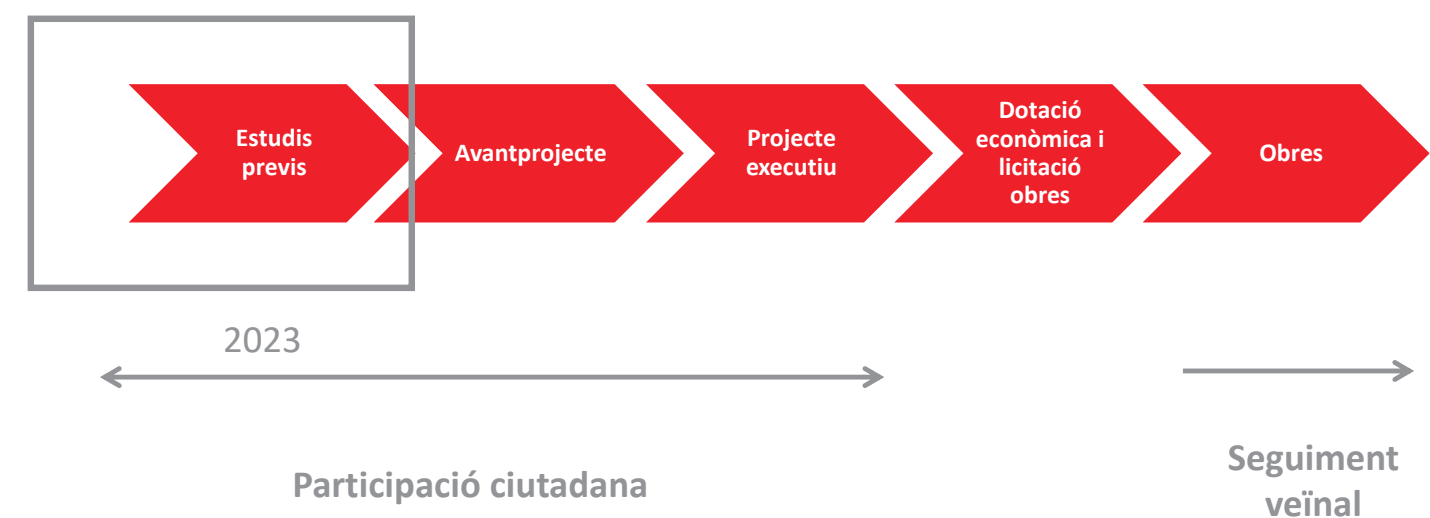 Estudis
previs
Avantprojecte
Projecte
executiu
Dotació
econòmica i
licitació
obres
Obres
2023
Participació ciutadana
Seguiment
veïnal